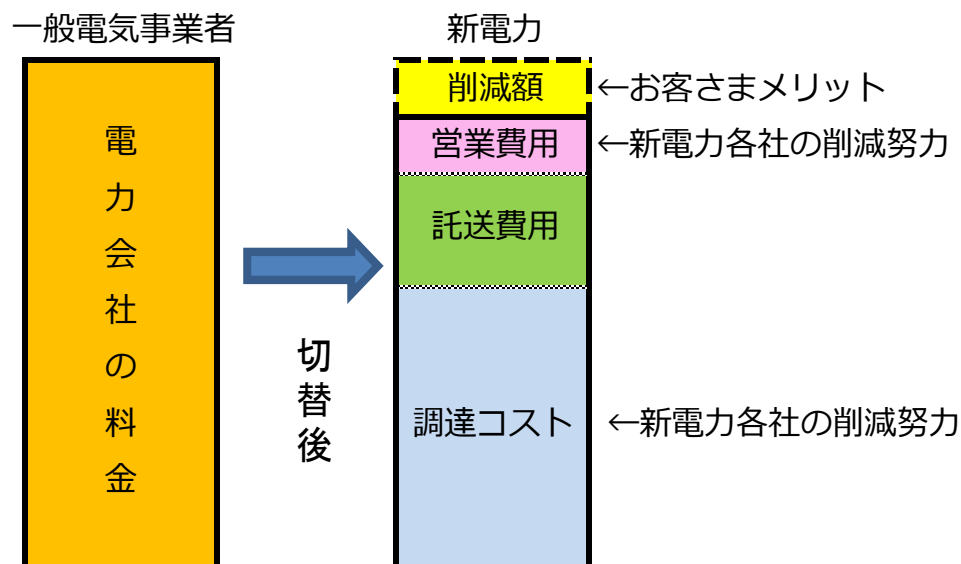 一般電気事業者
新電力
電力会社の料金
切替後
削減額
←お客さまメリット
営業費用
←新電力各社の削減努力
託送費用
調達コスト
←新電力各社の削減努力